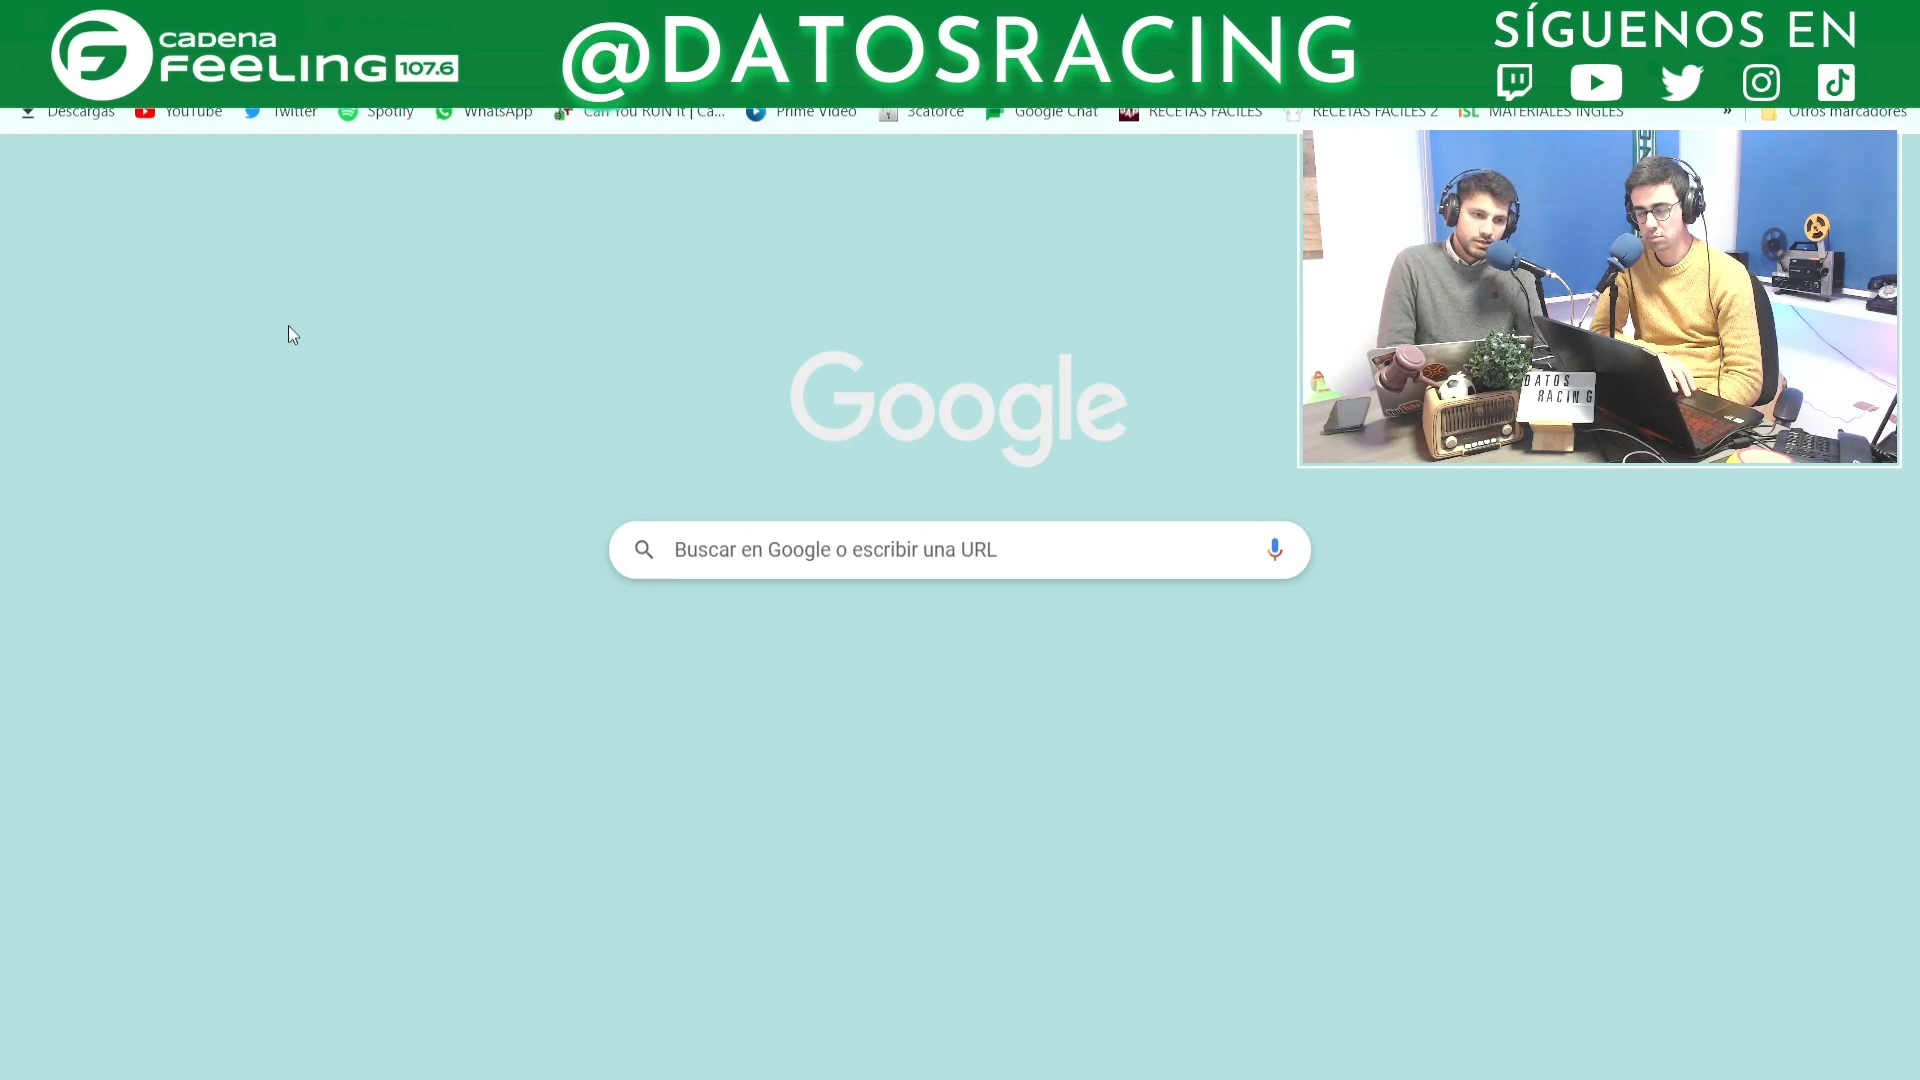 CADENA
FEELING 107.6
@DATOSRACING
SÍGUENOS EN
Descargas YouTube Twitter Spotify WhatsApp Can You RUN It | Ca... Prime Video 3catorce Google Chat RECETAS FACILES RECETAS FACILES 2 ISL MATERIALES INGLES » Otros marcadores
DATOS
RACING
YouTube
Google
Buscar en Google o escribir una URL